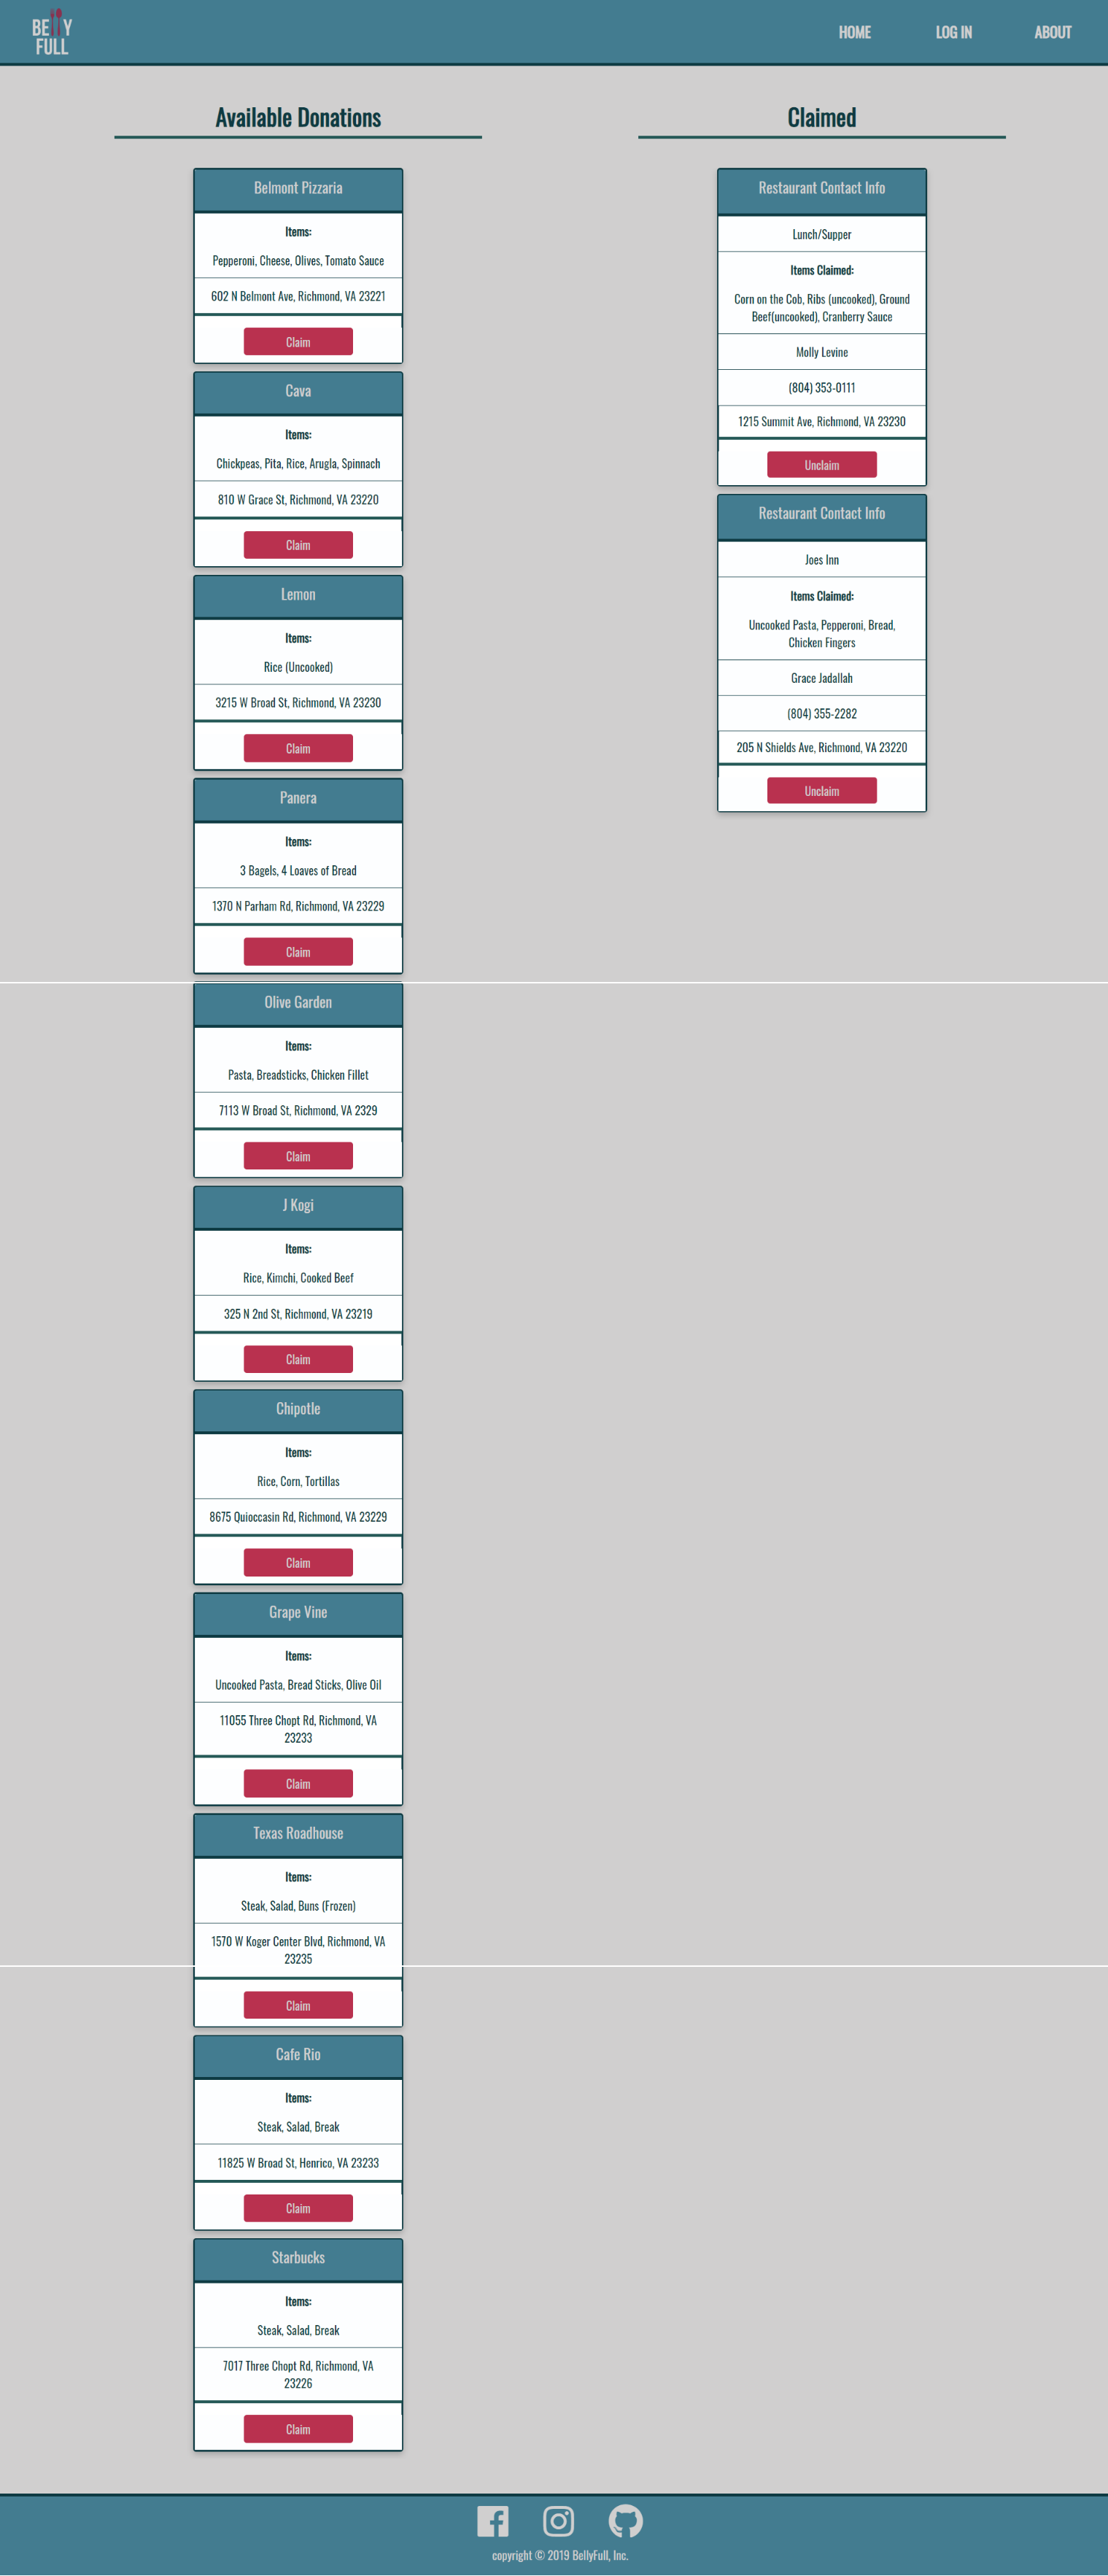 BELLY
FULL
HOME
LOG IN
ABOUT
Available Donations
Belmont Pizzaria
Items:
Pepperoni, Cheese, Olives, Tomato Sauce
602 N Belmont Ave, Richmond, VA 23221
Claim
Cava
Items:
Chickpeas, Pita, Rice, Arugla, Spinnach
810 W Grace St, Richmond, VA 23220
Claim
Lemon
Items:
Rice (Uncooked)
3215 W Broad St, Richmond, VA 23230
Claim
Panera
Items:
3 Bagels, 4 Loaves of Bread
1370 N Parham Rd, Richmond, VA 23229
Claim
Olive Garden
Items:
Pasta, Breadsticks, Chicken Fillet
7113 W Broad St, Richmond, VA 2329
Claim
J Kogi
Items:
Rice, Kimchi, Cooked Beef
325 N 2nd St, Richmond, VA 23219
Claim
Chipotle
Items:
Rice, Corn, Tortillas
8675 Quioccasin Rd, Richmond, VA 23229
Claim
Grape Vine
Items:
Uncooked Pasta, Bread Sticks, Olive Oil
11055 Three Chopt Rd, Richmond, VA
23233
Claim
Texas Roadhouse
Items:
Steak, Salad, Buns (Frozen)
1570 W Koger Center Blvd, Richmond, VA
23235
Claim
Cafe Rio
Items:
Steak, Salad, Break
11825 W Broad St, Henrico, VA 23233
Claim
Starbucks
Items:
Steak, Salad, Break
7017 Three Chopt Rd, Richmond, VA
23226
Claim
Claimed
Restaurant Contact Info
Lunch/Supper
Items Claimed:
Corn on the Cob, Ribs (uncooked), Ground
Beef(uncooked), Cranberry Sauce
Molly Levine
(804) 353-0111
1215 Summit Ave, Richmond, VA 23230
Unclaim
Restaurant Contact Info
Joes Inn
Items Claimed:
Uncooked Pasta, Pepperoni, Bread,
Chicken Fingers
Grace Jadallah
(804) 355-2282
205 N Shields Ave, Richmond, VA 23220
Unclaim
copyright © 2019 BellyFull, Inc.